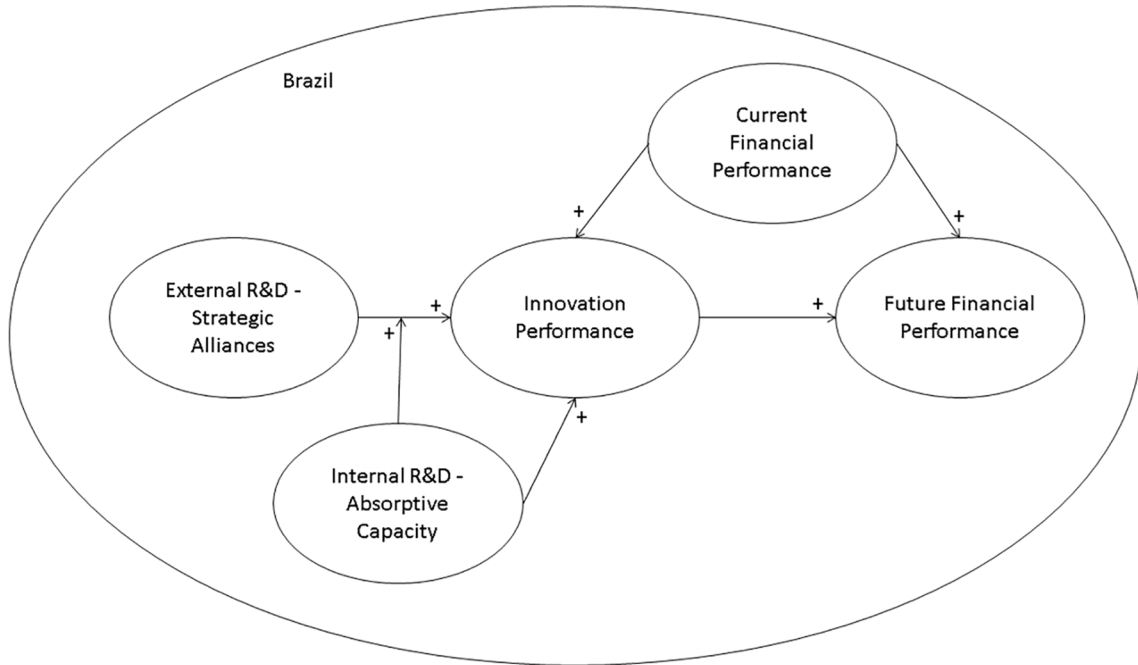 Brazil
Current
Financial
Performance
+
+
External R&D -
Strategic
Alliances
+
+
Innovation
Performance
+
Future Financial
Performance
Internal R&D -
Absorptive
Capacity
+